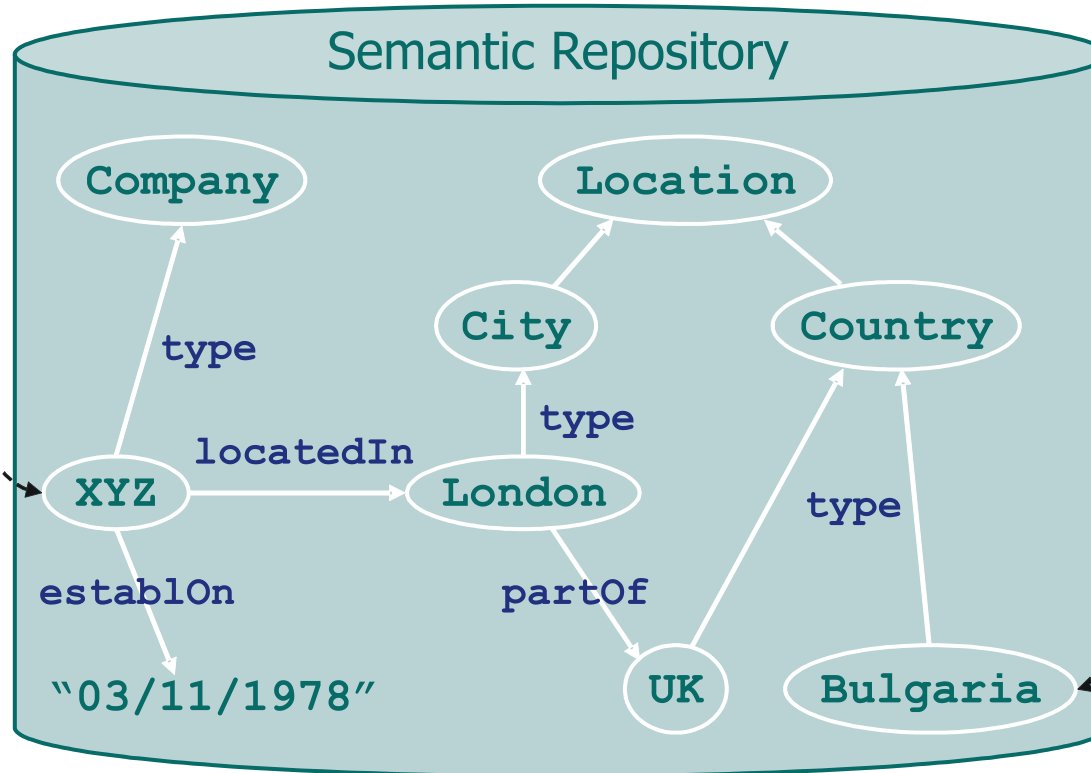 Semantic Repository
Company
Location
City
Country
type
type
locatedIn
XYZ
London
type
establOn
partOf
“03/11/1978”
UK
Bulgaria